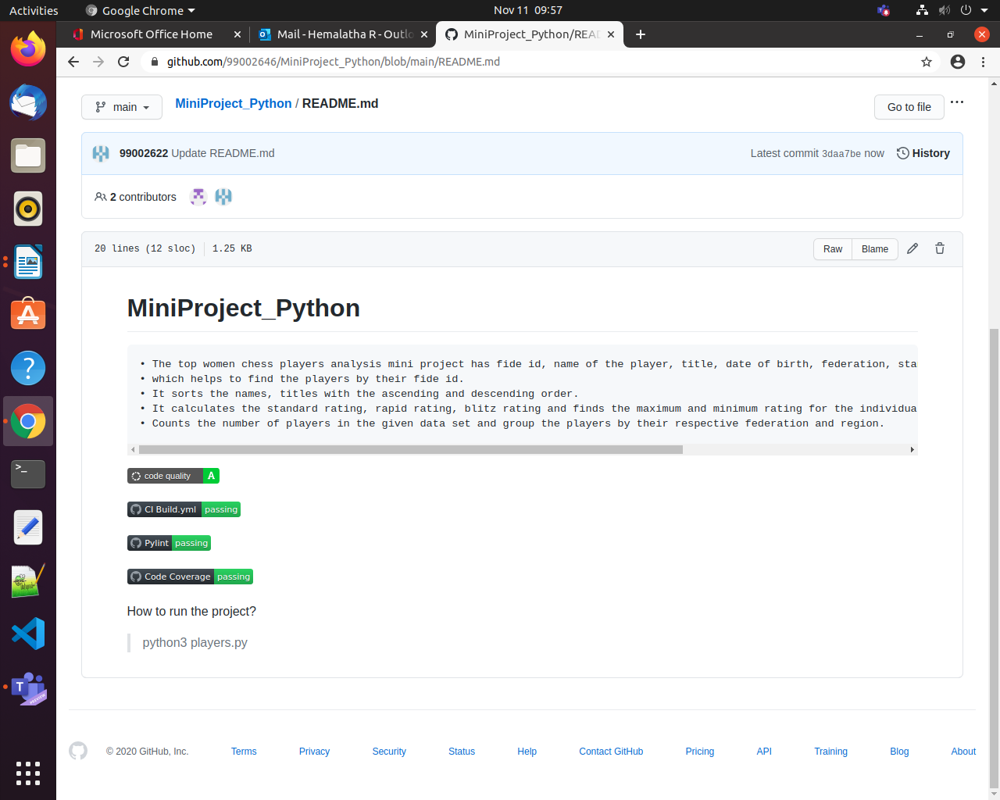 Activities Google Chrome Nov 11 09:57
Microsoft Office Home Mail - Hemalatha R - Outlo MiniProject_Python/READ
github.com/99002646/MiniProject_Python/blob/main/README.md
main MiniProject_Python / README.md Go to file
99002622 Update README.md Latest commit 3daa7be now History
2 contributors
20 lines (12 sloc) 1.25 KB Raw Blame
MiniProject_Python
• The top women chess players analysis mini project has fide id, name of the player, title, date of birth, federation, sta
• which helps to find the players by their fide id.
• It sorts the names, titles with the ascending and descending order.
• It calculates the standard rating, rapid rating, blitz rating and finds the maximum and minimum rating for the individua
• Counts the number of players in the given data set and group the players by their respective federation and region.
code quality A
CI Build.yml passing
Pylint passing
Code Coverage passing
How to run the project?
python3 players.py
© 2020 GitHub, Inc. Terms Privacy Security Status Help Contact GitHub Pricing API Training Blog About